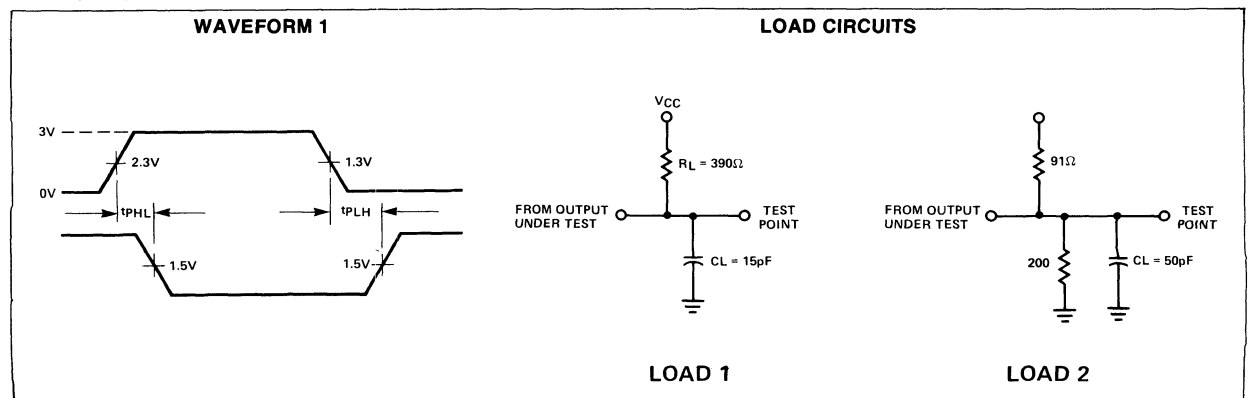 WAVEFORM 1
3V
2.3V
1.3V
0V
tPHL
tPLH
1.5V
1.5V
LOAD CIRCUITS
VCC
RL = 390Ω
FROM OUTPUT
UNDER TEST
TEST
POINT
CL = 15pF
LOAD 1
91Ω
FROM OUTPUT
UNDER TEST
TEST
POINT
200
CL = 50pF
LOAD 2